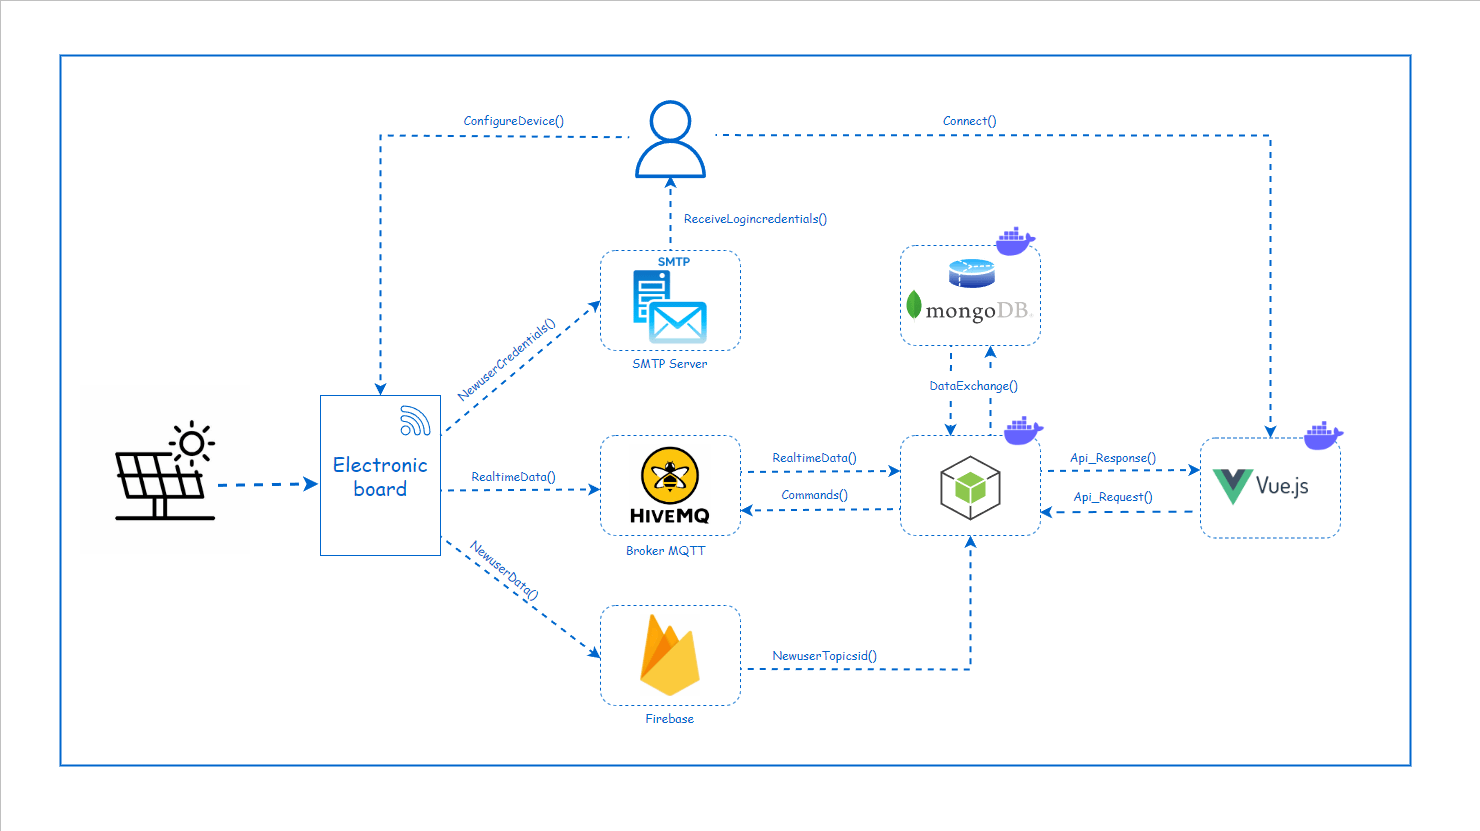 ConfigureDevice()
Connect()
ReceiveLogincredentials()
SMTP
SMTP Server
NewuserCredentials()
mongoDB.
DataExchange()
Electronic
board
RealtimeData()
HIVEMQ
Broker MQTT
RealtimeData()
Commands()
Api_Response()
Api_Request()
Vue.js
NewuserData()
Firebase
NewuserTopicsid()